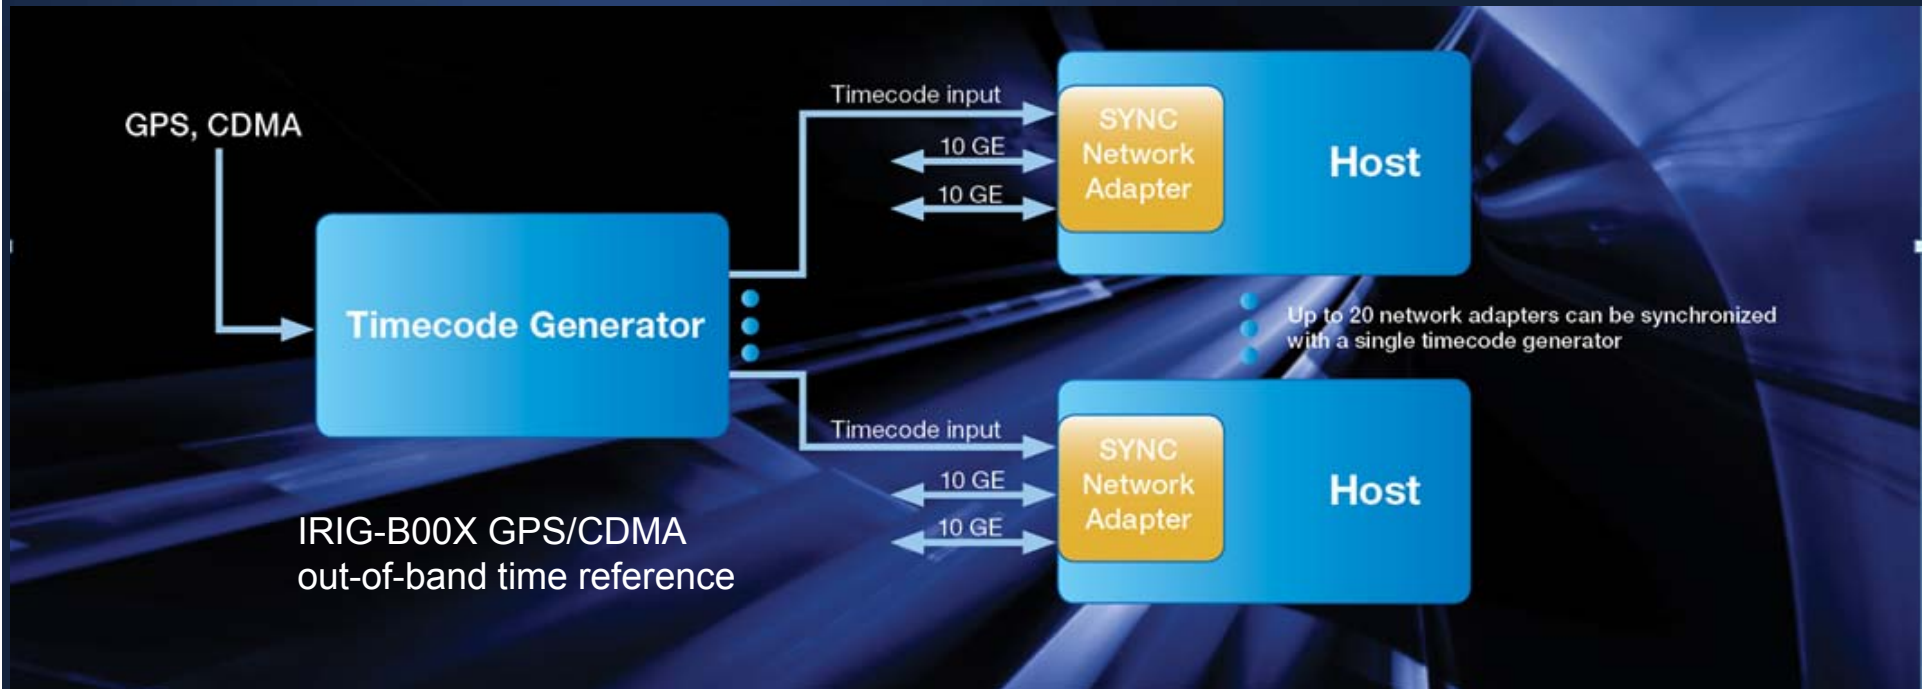 GPS, CDMA
Timecode Generator
Timecode input
10 GE
10 GE
SYNC
Network
Adapter
Host
Up to 20 network adapters can be synchronized
with a single timecode generator
Timecode input
10 GE
10 GE
SYNC
Network
Adapter
Host
IRIG-B00X GPS/CDMA
out-of-band time reference